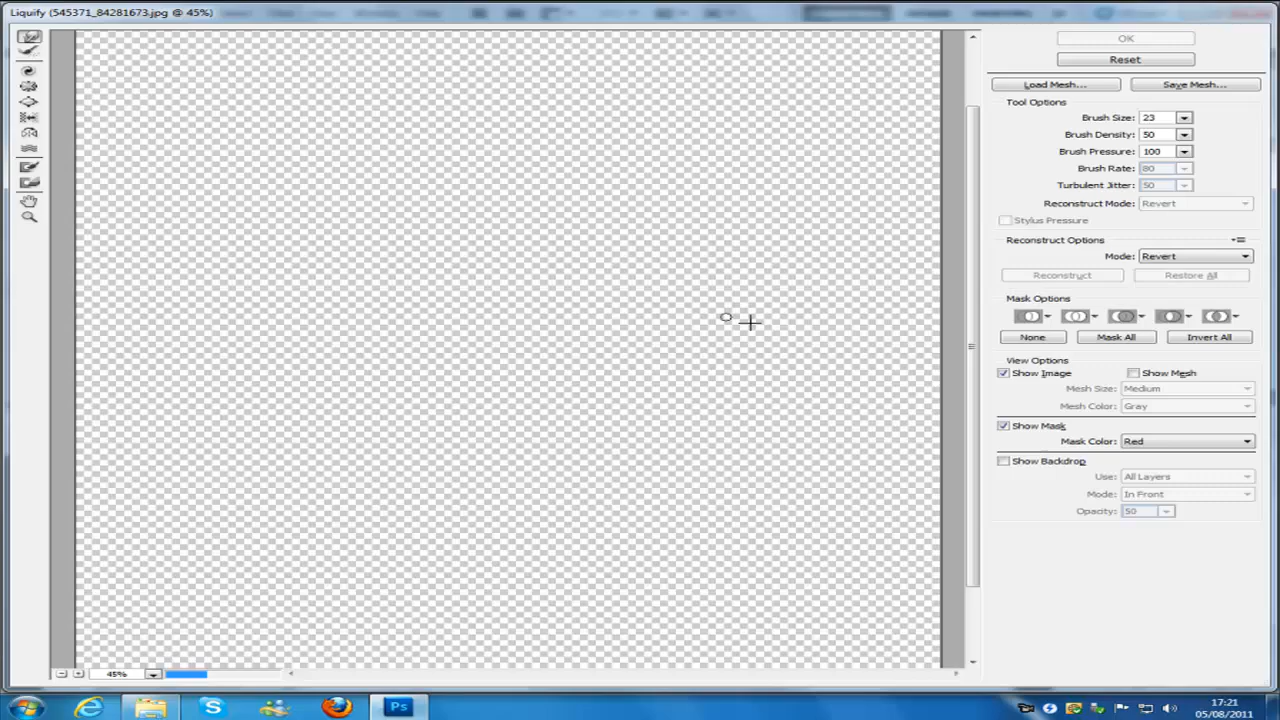 Liquify (545371_84281673.jpg @ 45%)
OK
Reset
Load Mesh...
Save Mesh...
Tool Options
Brush Size: 23
Brush Density: 50
Brush Pressure: 100
Brush Rate: 80
Turbulent Jitter: 50
Reconstruct Mode: Revert
Stylus Pressure
Reconstruct Options
Mode: Revert
Reconstruct
Restore All
Mask Options
None
Mask All
Invert All
View Options
Show Image
Show Mesh
Mesh Size: Medium
Mesh Color: Gray
Show Mask
Mask Color: Red
Show Backdrop
Use: All Layers
Mode: In Front
Opacity: 50
45%
Ps
17:21
05/08/2011